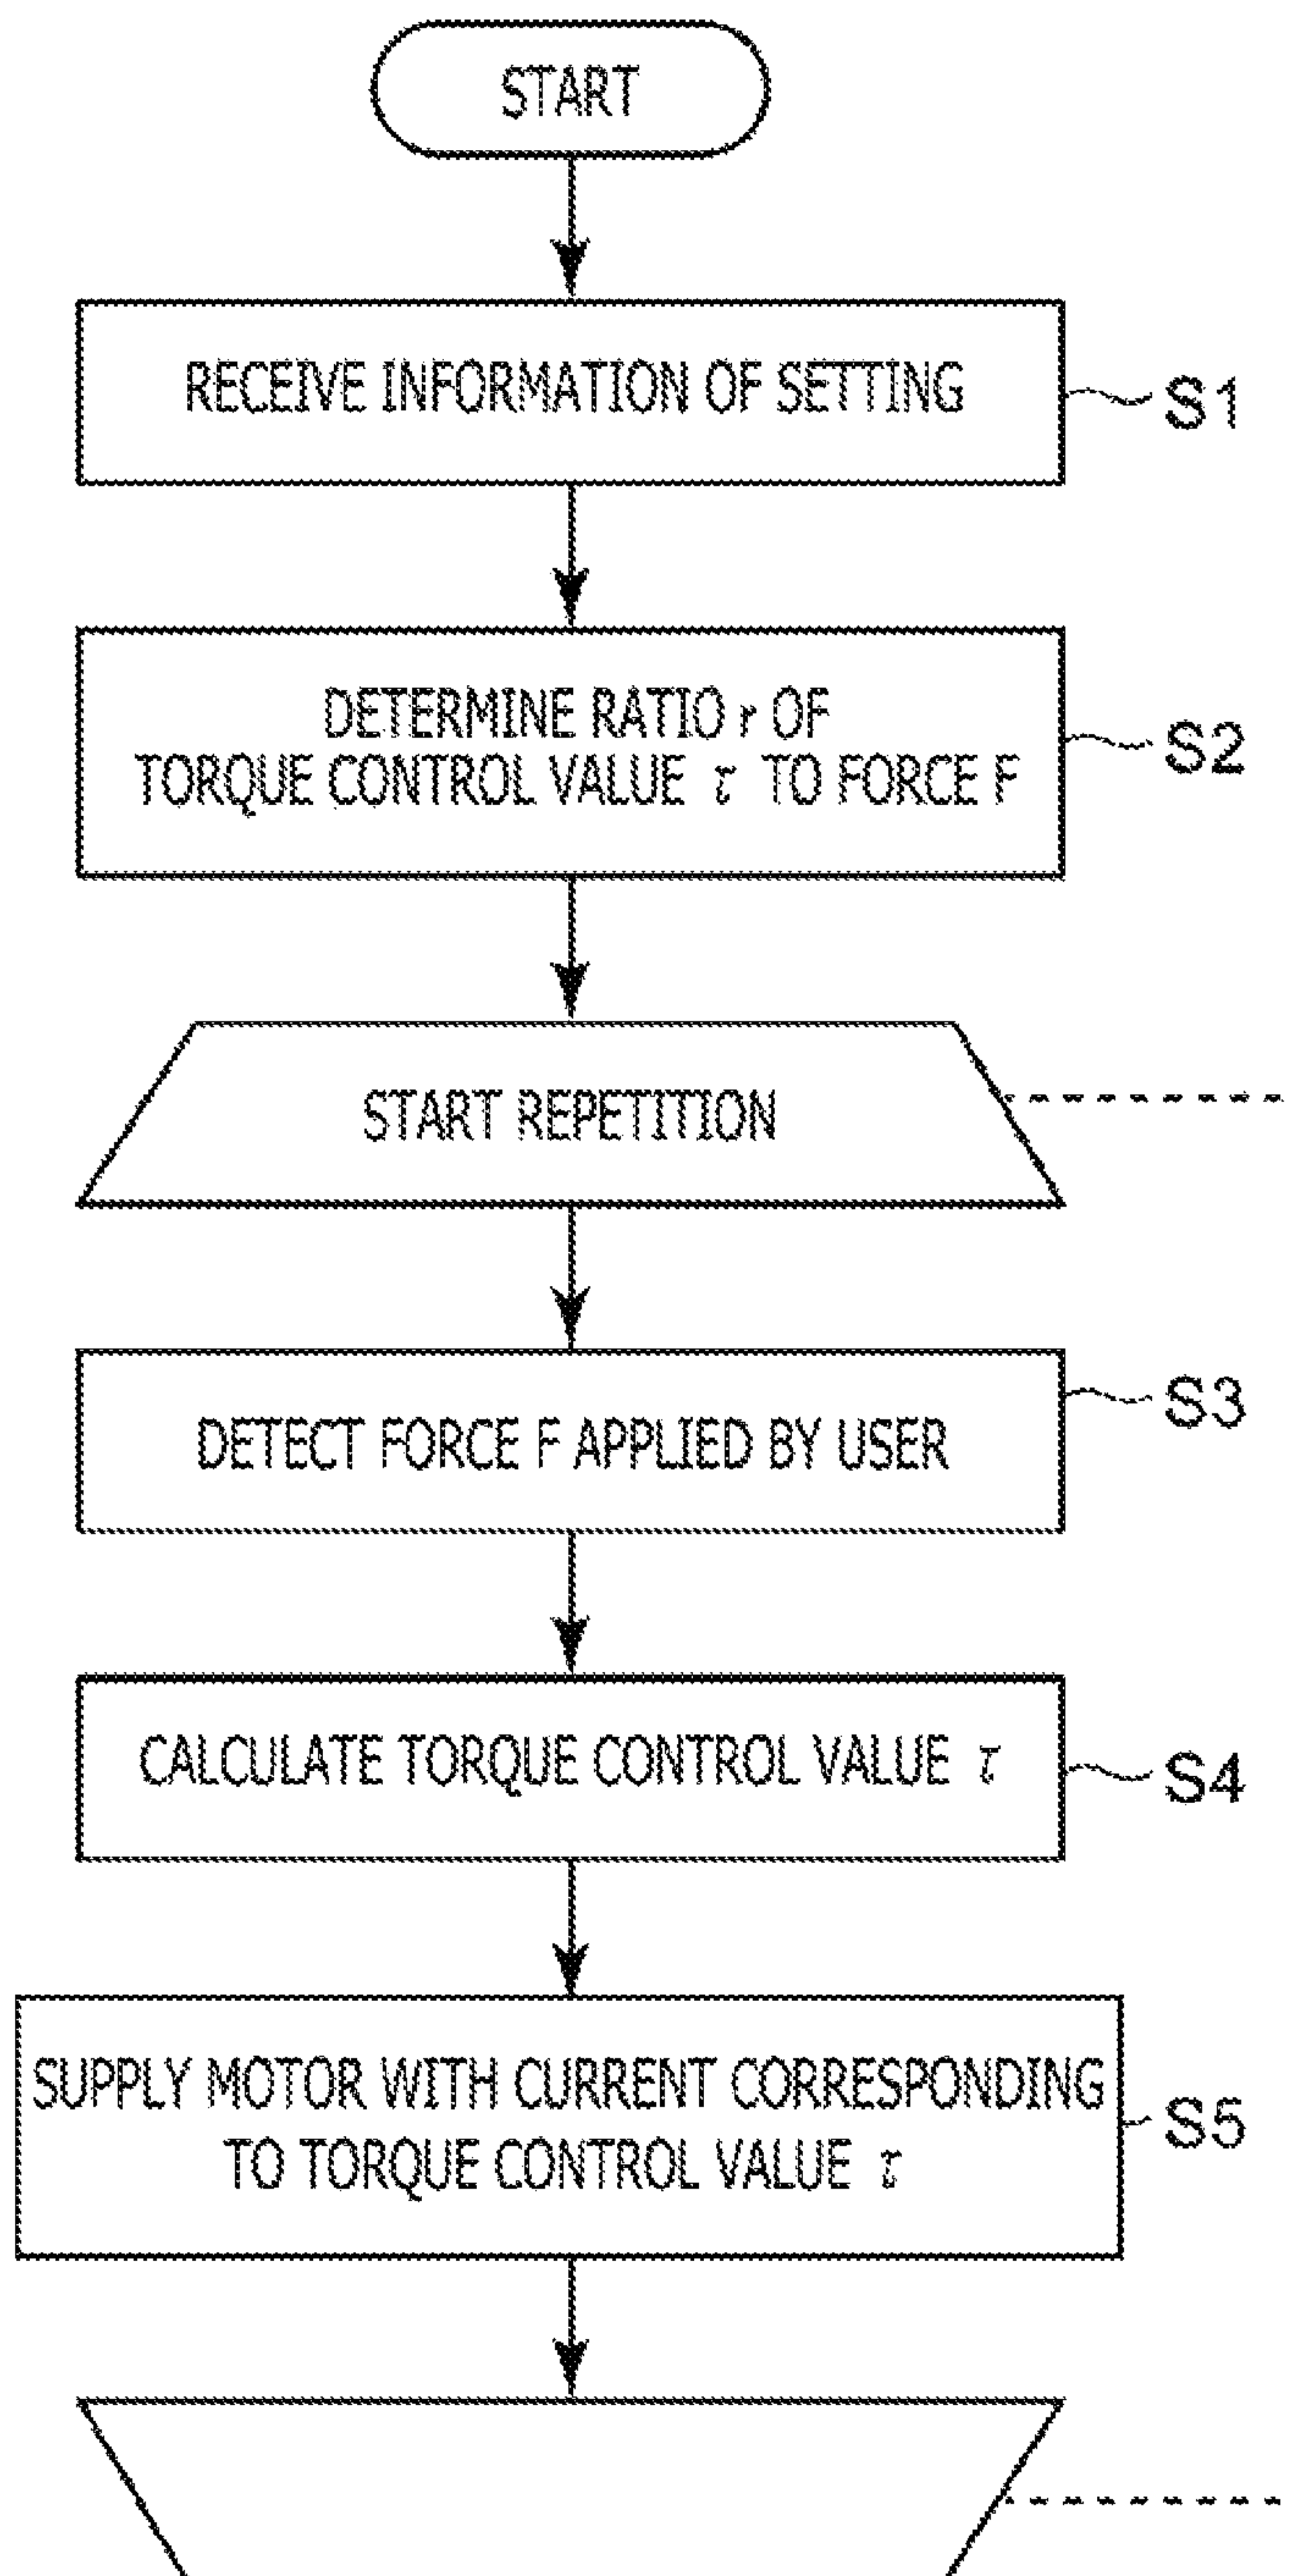 START
RECEIVE INFORMATION OF SETTING
S1
DETERMINE RATIO r OF
TORQUE CONTROL VALUE τ TO FORCE F
S2
START REPETITION
DETECT FORCE F APPLIED BY USER
S3
CALCULATE TORQUE CONTROL VALUE τ
S4
SUPPLY MOTOR WITH CURRENT CORRESPONDING
TO TORQUE CONTROL VALUE τ
S5